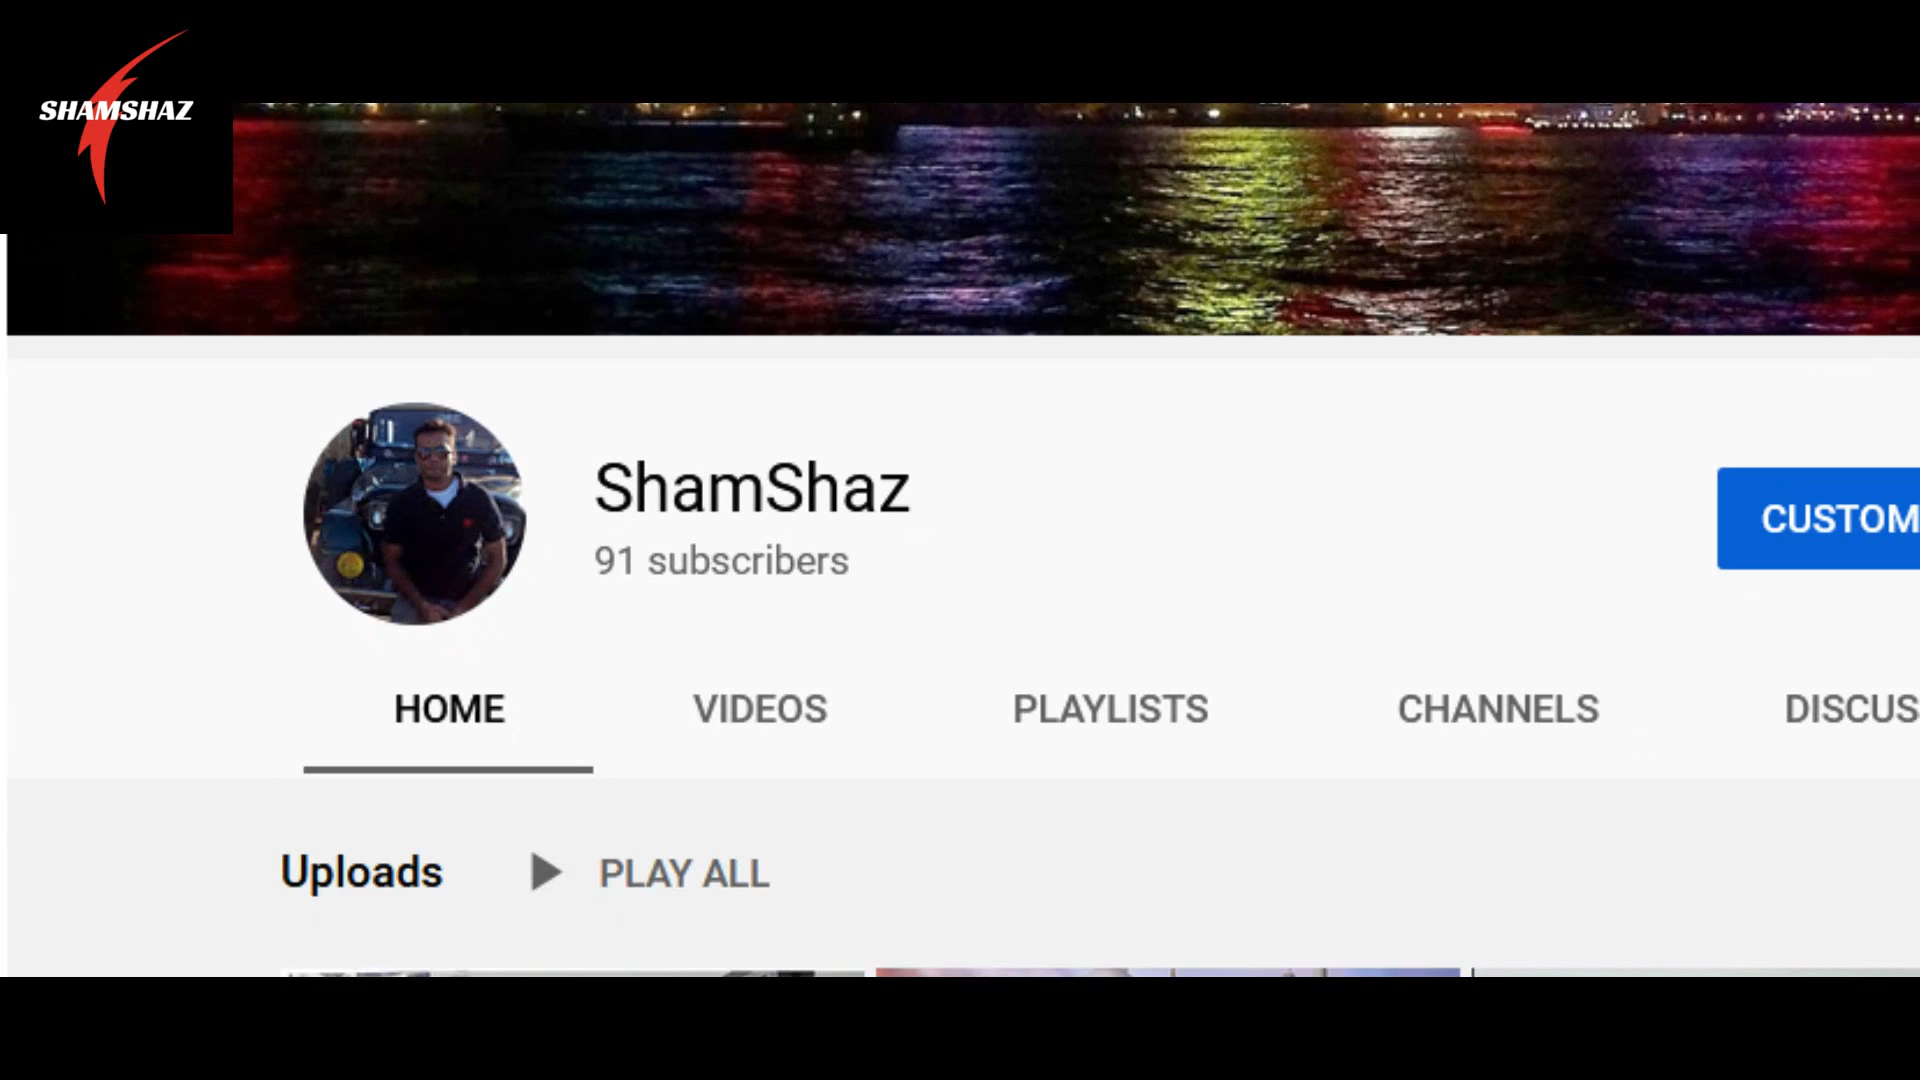 SHAMSHAZ
ShamShaz
91 subscribers
CUSTOM
HOME VIDEOS PLAYLISTS CHANNELS DISCUS
Uploads PLAY ALL